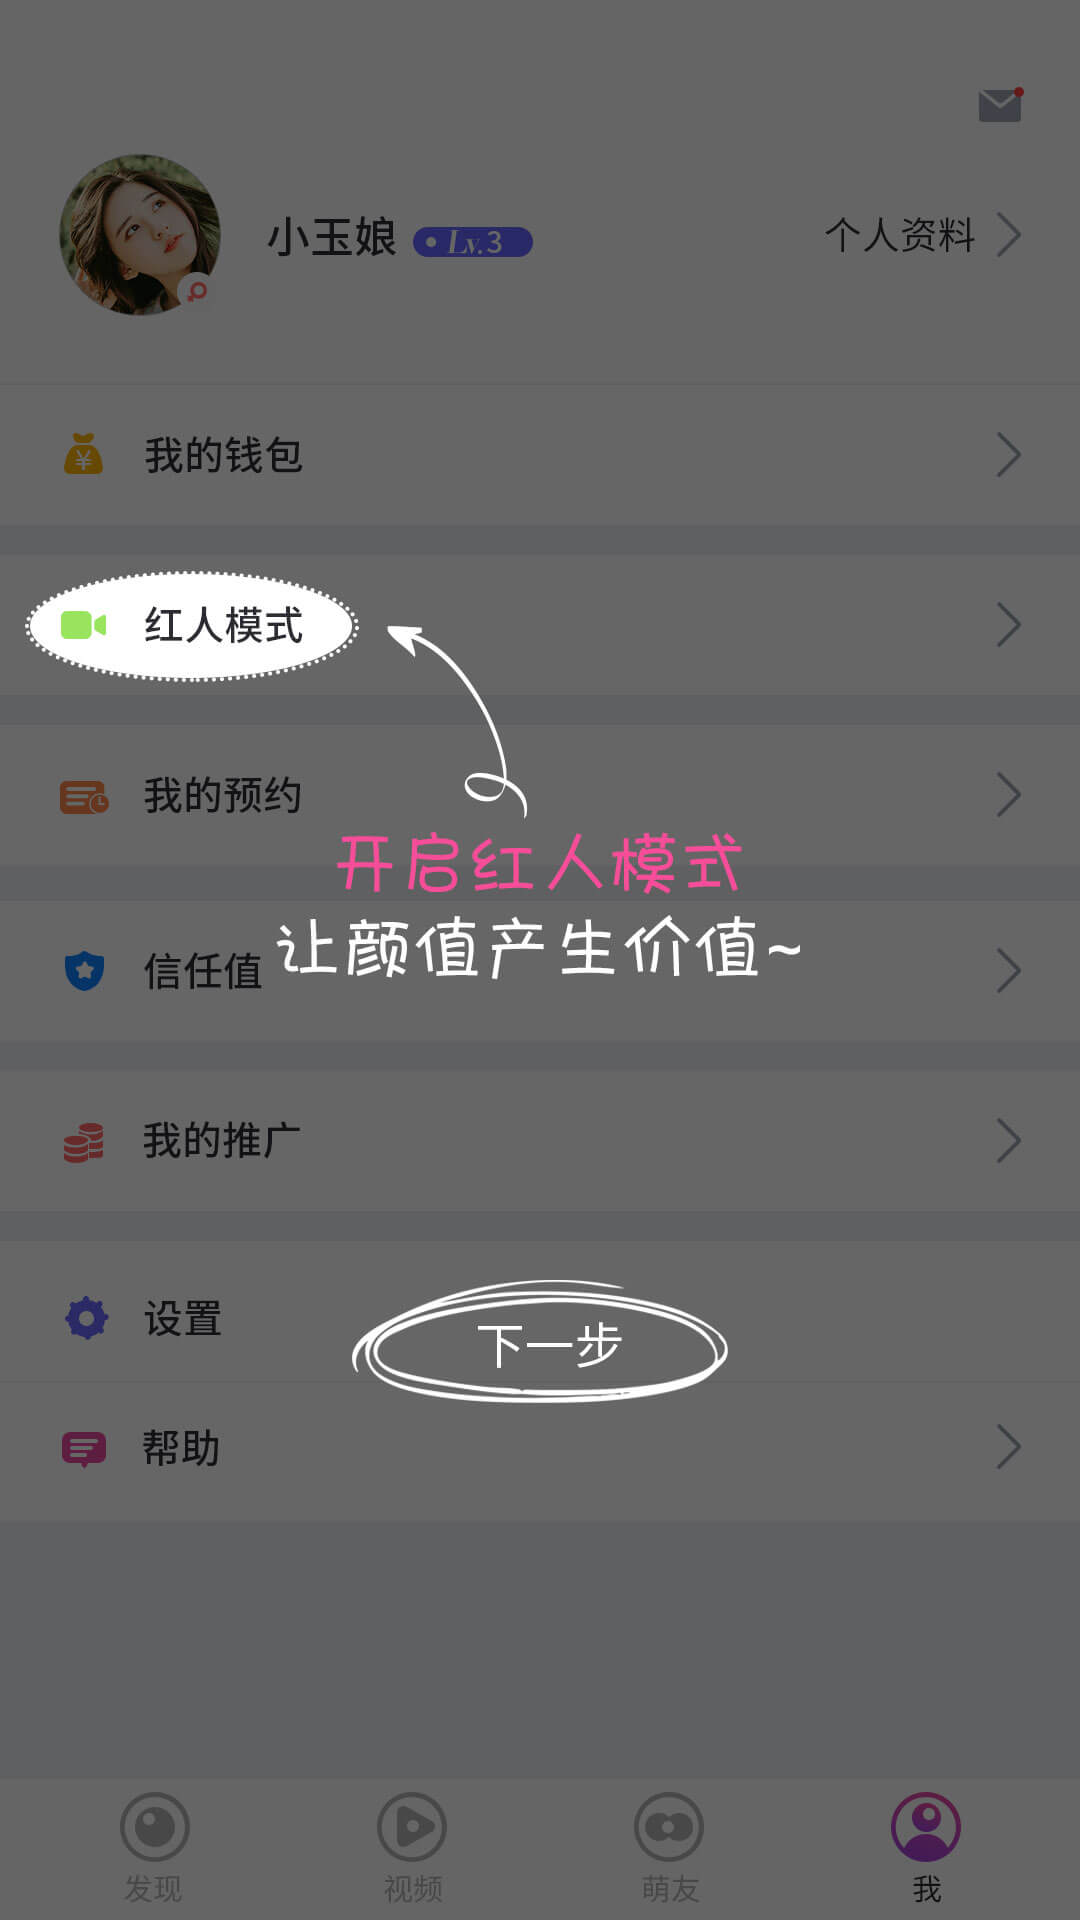 小玉娘 Lv.3 个人资料
我的钱包
红人模式
我的预约
开启红人模式
让颜值产生价值~
信任值
我的推广
设置
下一步
帮助
发现 视频 萌友 我